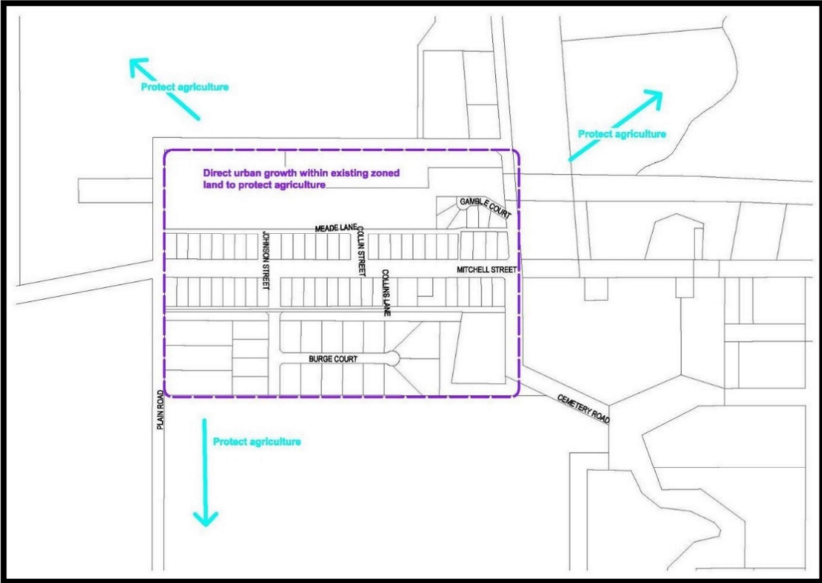 Protect agriculture
Protect agriculture
Direct urban growth within existing zoned
land to protect agriculture
GAMBLE COURT
MEADE LANE
COLLIN STREET
JOHNSON STREET
MITCHELL STREET
COLLINS LANE
BURGE COURT
PLAIN ROAD
CEMETERY ROAD
Protect agriculture